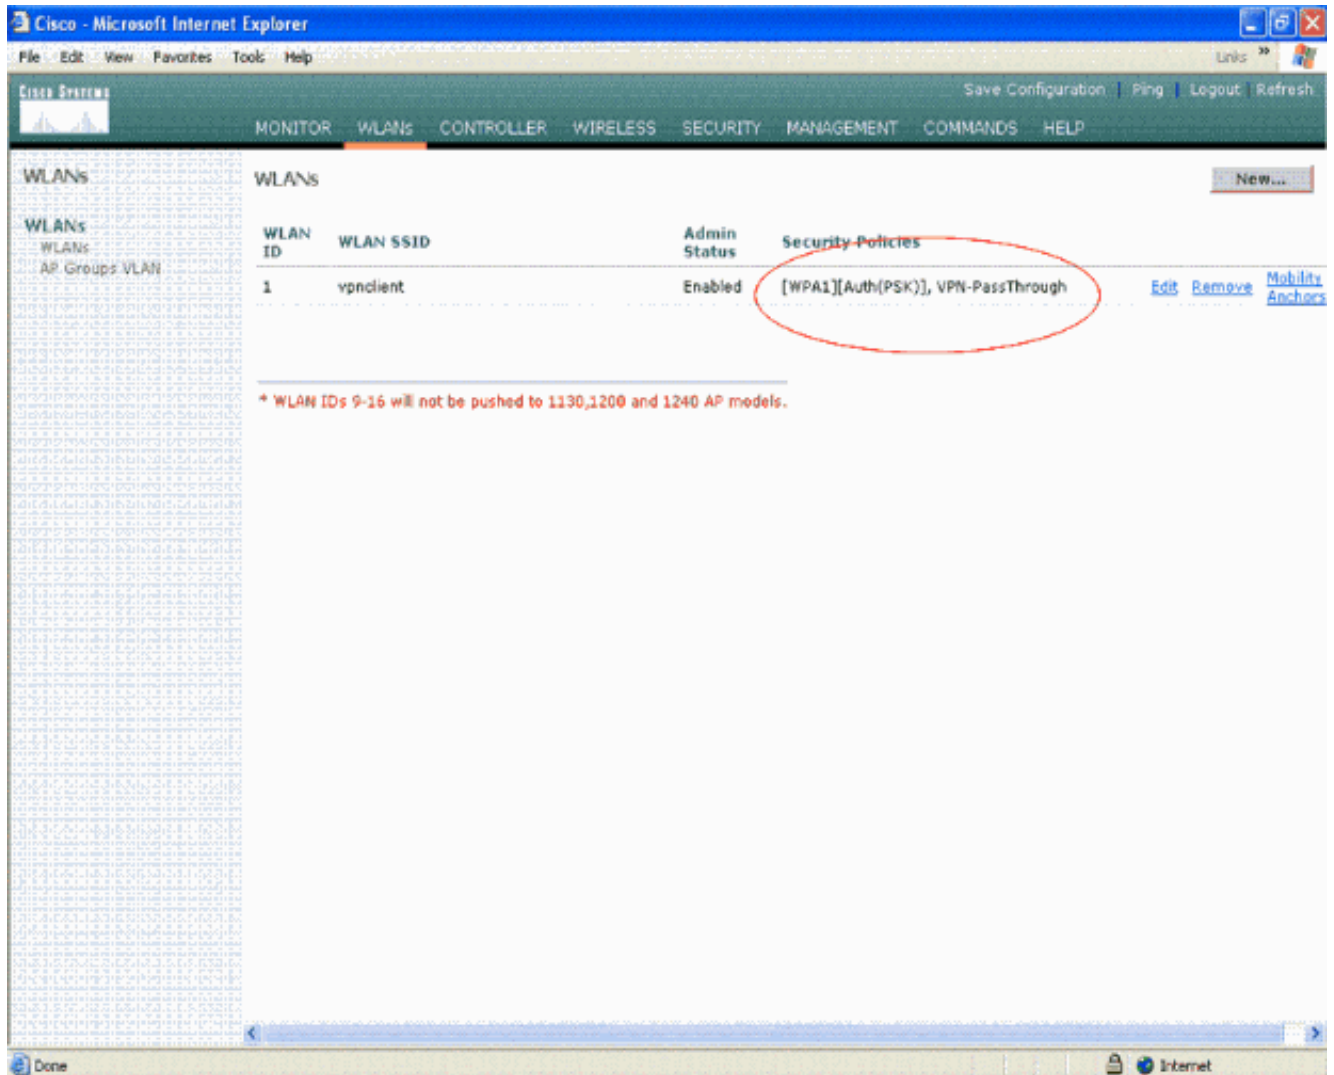 Cisco - Microsoft Internet Explorer
File Edit View Favorites Tools Help Links »
CISCO SYSTEMS
Save Configuration | Ping | Logout | Refresh
MONITOR WLANs CONTROLLER WIRELESS SECURITY MANAGEMENT COMMANDS HELP
WLANs
WLANs
WLANs
AP Groups VLAN
WLANs
New...
WLAN ID WLAN SSID Admin Status Security Policies
1 vpnclient Enabled [WPA1][Auth(PSK)], VPN-PassThrough Edit Remove Mobility Anchors
* WLAN IDs 9-16 will not be pushed to 1130,1200 and 1240 AP models.
Done Internet